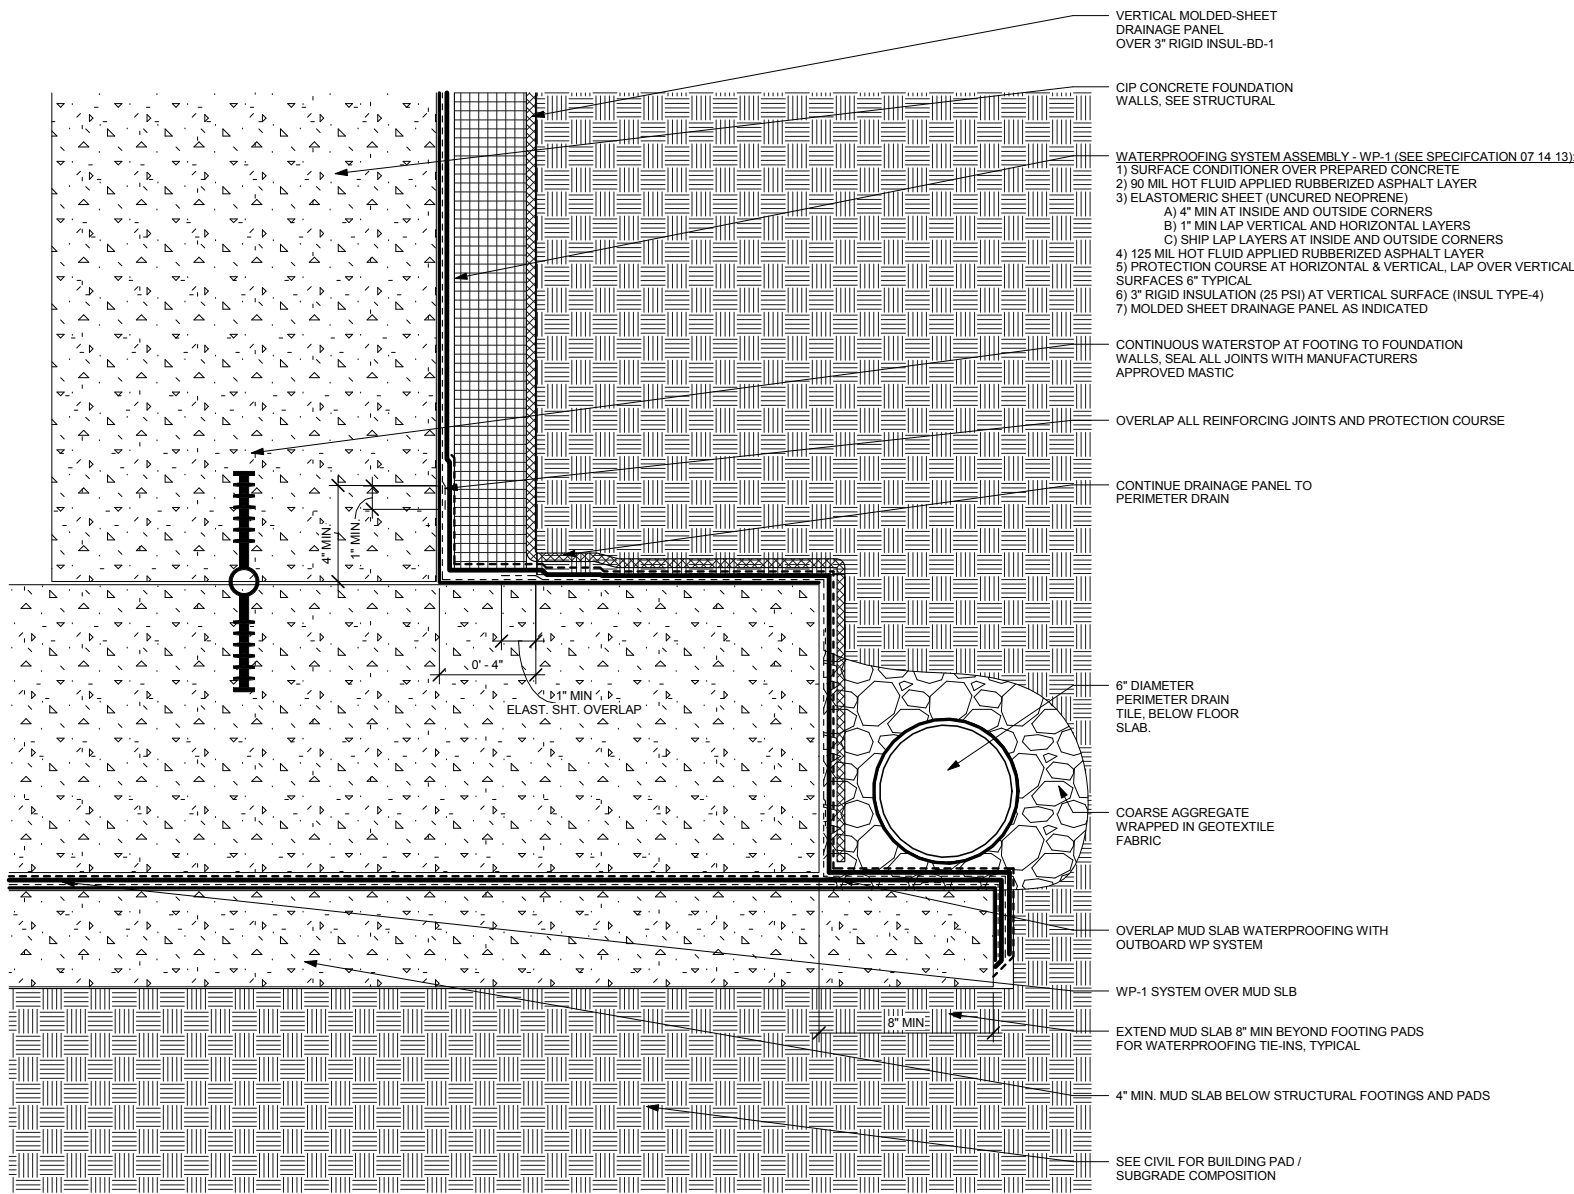 VERTICAL MOLDED-SHEET
DRAINAGE PANEL
OVER 3" RIGID INSUL-BD-1
CIP CONCRETE FOUNDATION
WALLS, SEE STRUCTURAL
WATERPROOFING SYSTEM ASSEMBLY - WP-1 (SEE SPECIFCATION 07 14 13):
1) SURFACE CONDITIONER OVER PREPARED CONCRETE
2) 90 MIL HOT FLUID APPLIED RUBBERIZED ASPHALT LAYER
3) ELASTOMERIC SHEET (UNCURED NEOPRENE)
A) 4" MIN AT INSIDE AND OUTSIDE CORNERS
B) 1" MIN LAP VERTICAL AND HORIZONTAL LAYERS
C) SHIP LAP LAYERS AT INSIDE AND OUTSIDE CORNERS
4) 125 MIL HOT FLUID APPLIED RUBBERIZED ASPHALT LAYER
5) PROTECTION COURSE AT HORIZONTAL & VERTICAL, LAP OVER VERTICAL
SURFACES 6" TYPICAL
6) 3" RIGID INSULATION (25 PSI) AT VERTICAL SURFACE (INSUL TYPE-4)
7) MOLDED SHEET DRAINAGE PANEL AS INDICATED
CONTINUOUS WATERSTOP AT FOOTING TO FOUNDATION
WALLS, SEAL ALL JOINTS WITH MANUFACTURERS
APPROVED MASTIC
OVERLAP ALL REINFORCING JOINTS AND PROTECTION COURSE
CONTINUE DRAINAGE PANEL TO
PERIMETER DRAIN
4" MIN.
1" MIN.
0' - 4"
1" MIN
ELAST. SHT. OVERLAP
6" DIAMETER
PERIMETER DRAIN
TILE, BELOW FLOOR
SLAB.
COARSE AGGREGATE
WRAPPED IN GEOTEXTILE
FABRIC
OVERLAP MUD SLAB WATERPROOFING WITH
OUTBOARD WP SYSTEM
WP-1 SYSTEM OVER MUD SLB
8" MIN
EXTEND MUD SLAB 8" MIN BEYOND FOOTING PADS
FOR WATERPROOFING TIE-INS, TYPICAL
4" MIN. MUD SLAB BELOW STRUCTURAL FOOTINGS AND PADS
SEE CIVIL FOR BUILDING PAD /
SUBGRADE COMPOSITION